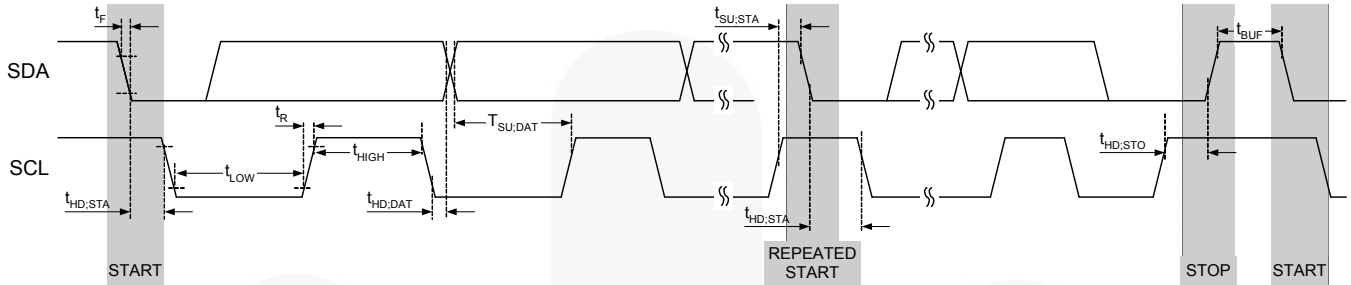 tF
tSU;STA
tBUF
SDA
tR
TSU;DAT
tHIGH
tHD;STO
SCL
tLOW
tHD;STA
tHD;DAT
tHD;STA
REPEATED
START
START
STOP
START